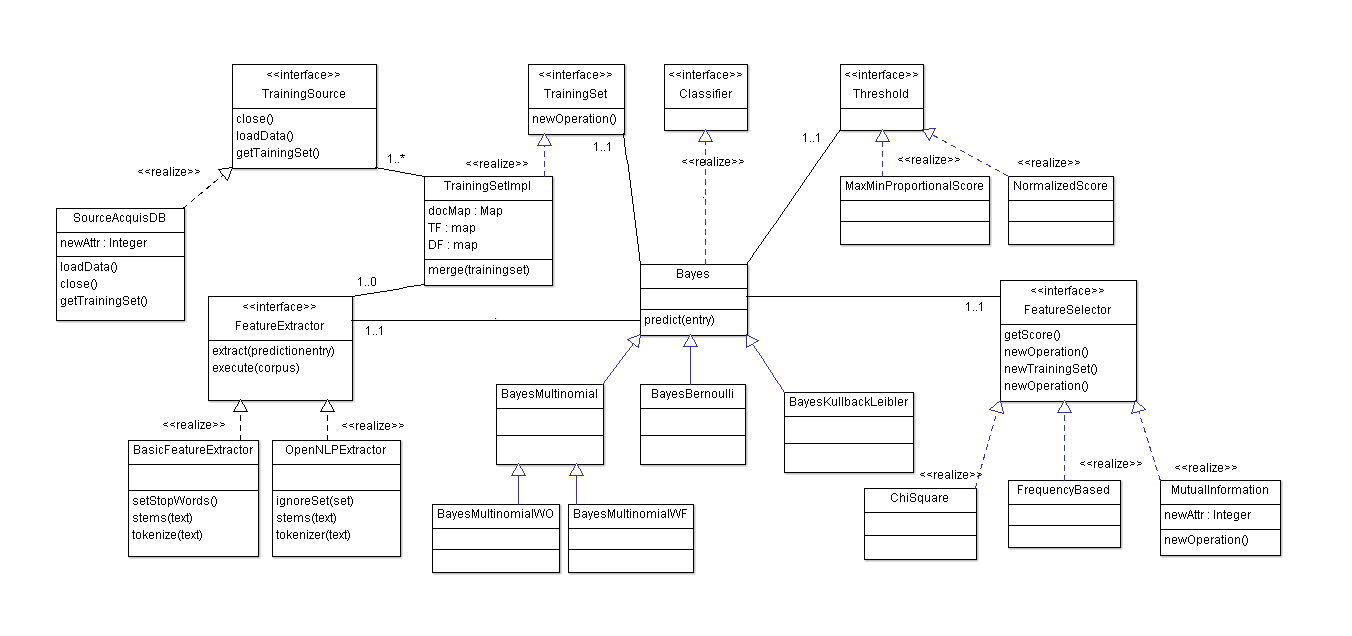 <<interface>>
TrainingSource
close()
loadData()
getTainingSet()
<<interface>>
TrainingSet
newOperation()
<<interface>>
Classifier
<<interface>>
Threshold
1..1
1..1
1..*
<<realize>>
<<realize>>
<<realize>>
<<realize>>
<<realize>>
SourceAcquisDB
newAttr : Integer
loadData()
close()
getTrainingSet()
TrainingSetImpl
docMap : Map
TF : map
DF : map
merge(trainingset)
MaxMinProportionalScore
NormalizedScore
Bayes
predict(entry)
1..0
1..1
1..1
<<interface>>
FeatureExtractor
extract(predictionentry)
execute(corpus)
<<interface>>
FeatureSelector
getScore()
newOperation()
newTrainingSet()
newOperation()
BayesMultinomial
BayesBernoulli
BayesKullbackLeibler
<<realize>>
<<realize>>
BasicFeatureExtractor
setStopWords()
stems(text)
tokenize(text)
OpenNLPExtractor
ignoreSet(set)
stems(text)
tokenizer(text)
BayesMultinomialWO
BayesMultinomialWF
<<realize>>
<<realize>>
<<realize>>
ChiSquare
FrequencyBased
MutualInformation
newAttr : Integer
newOperation()